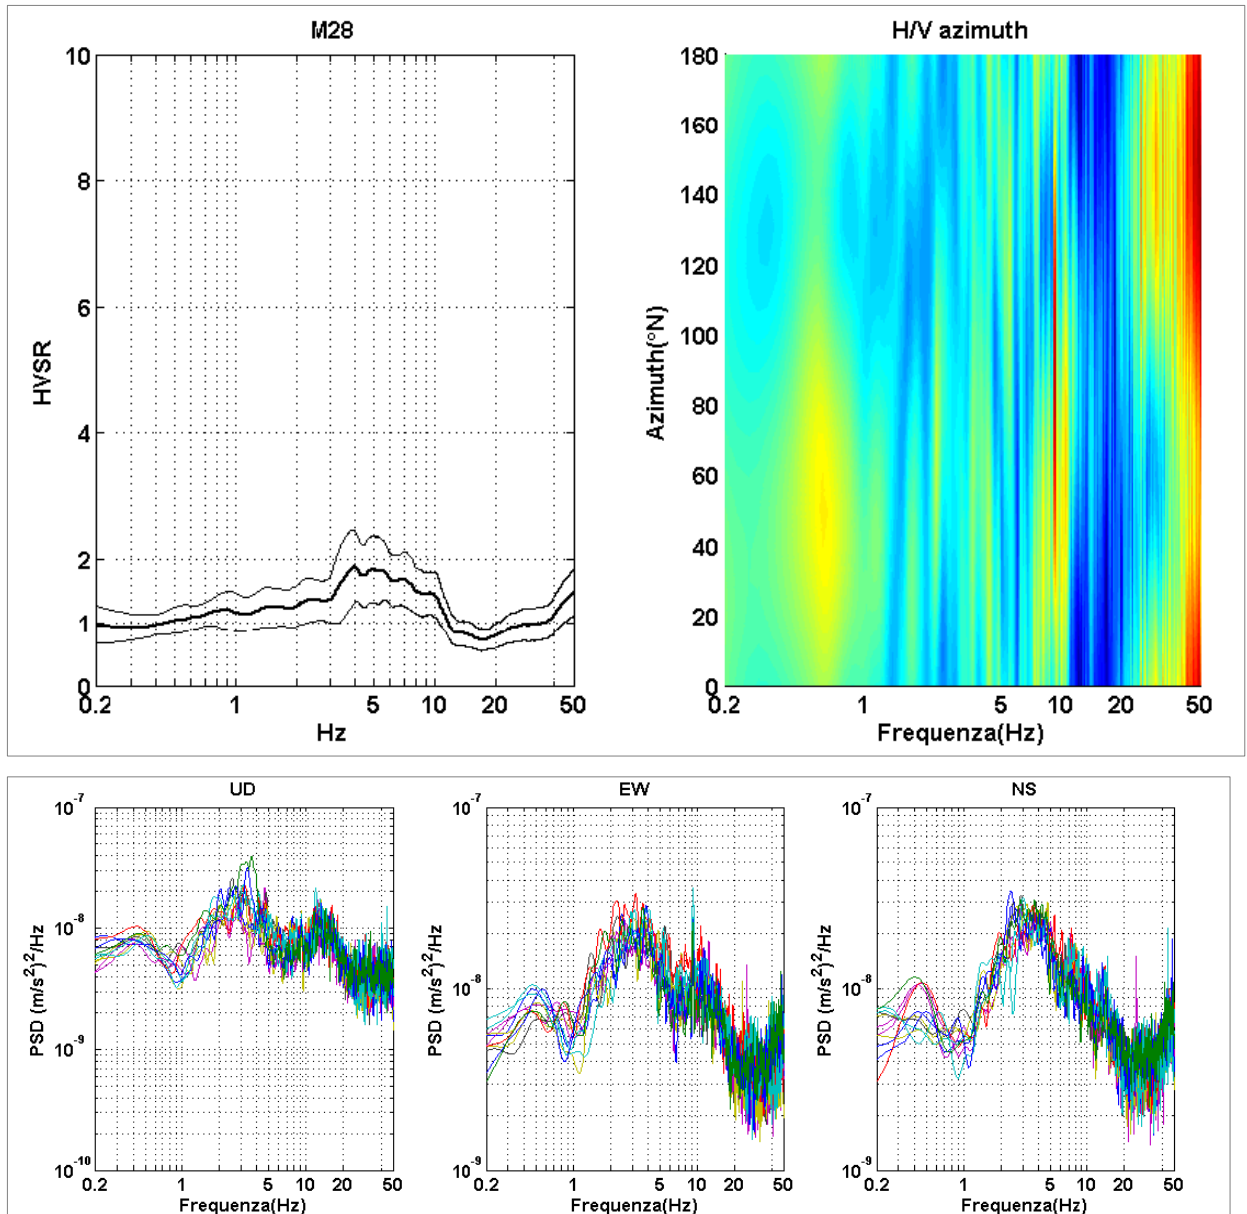 M28
HVSR
10
8
6
4
2
1
0
0.2 1 5 10 20 50
Hz
H/V azimuth
Azimuth(°N)
180
160
140
120
100
80
60
40
20
0
0.2 1 5 10 20 50
Frequenza(Hz)
UD
PSD (m/s²)²/Hz
10⁻⁷
10⁻⁸
10⁻⁹
10⁻¹⁰
0.2 1 5 10 20 50
Frequenza(Hz)
EW
PSD (m/s²)²/Hz
10⁻⁷
10⁻⁸
10⁻⁹
0.2 1 5 10 20 50
Frequenza(Hz)
NS
PSD (m/s²)²/Hz
10⁻⁷
10⁻⁸
10⁻⁹
0.2 1 5 10 20 50
Frequenza(Hz)